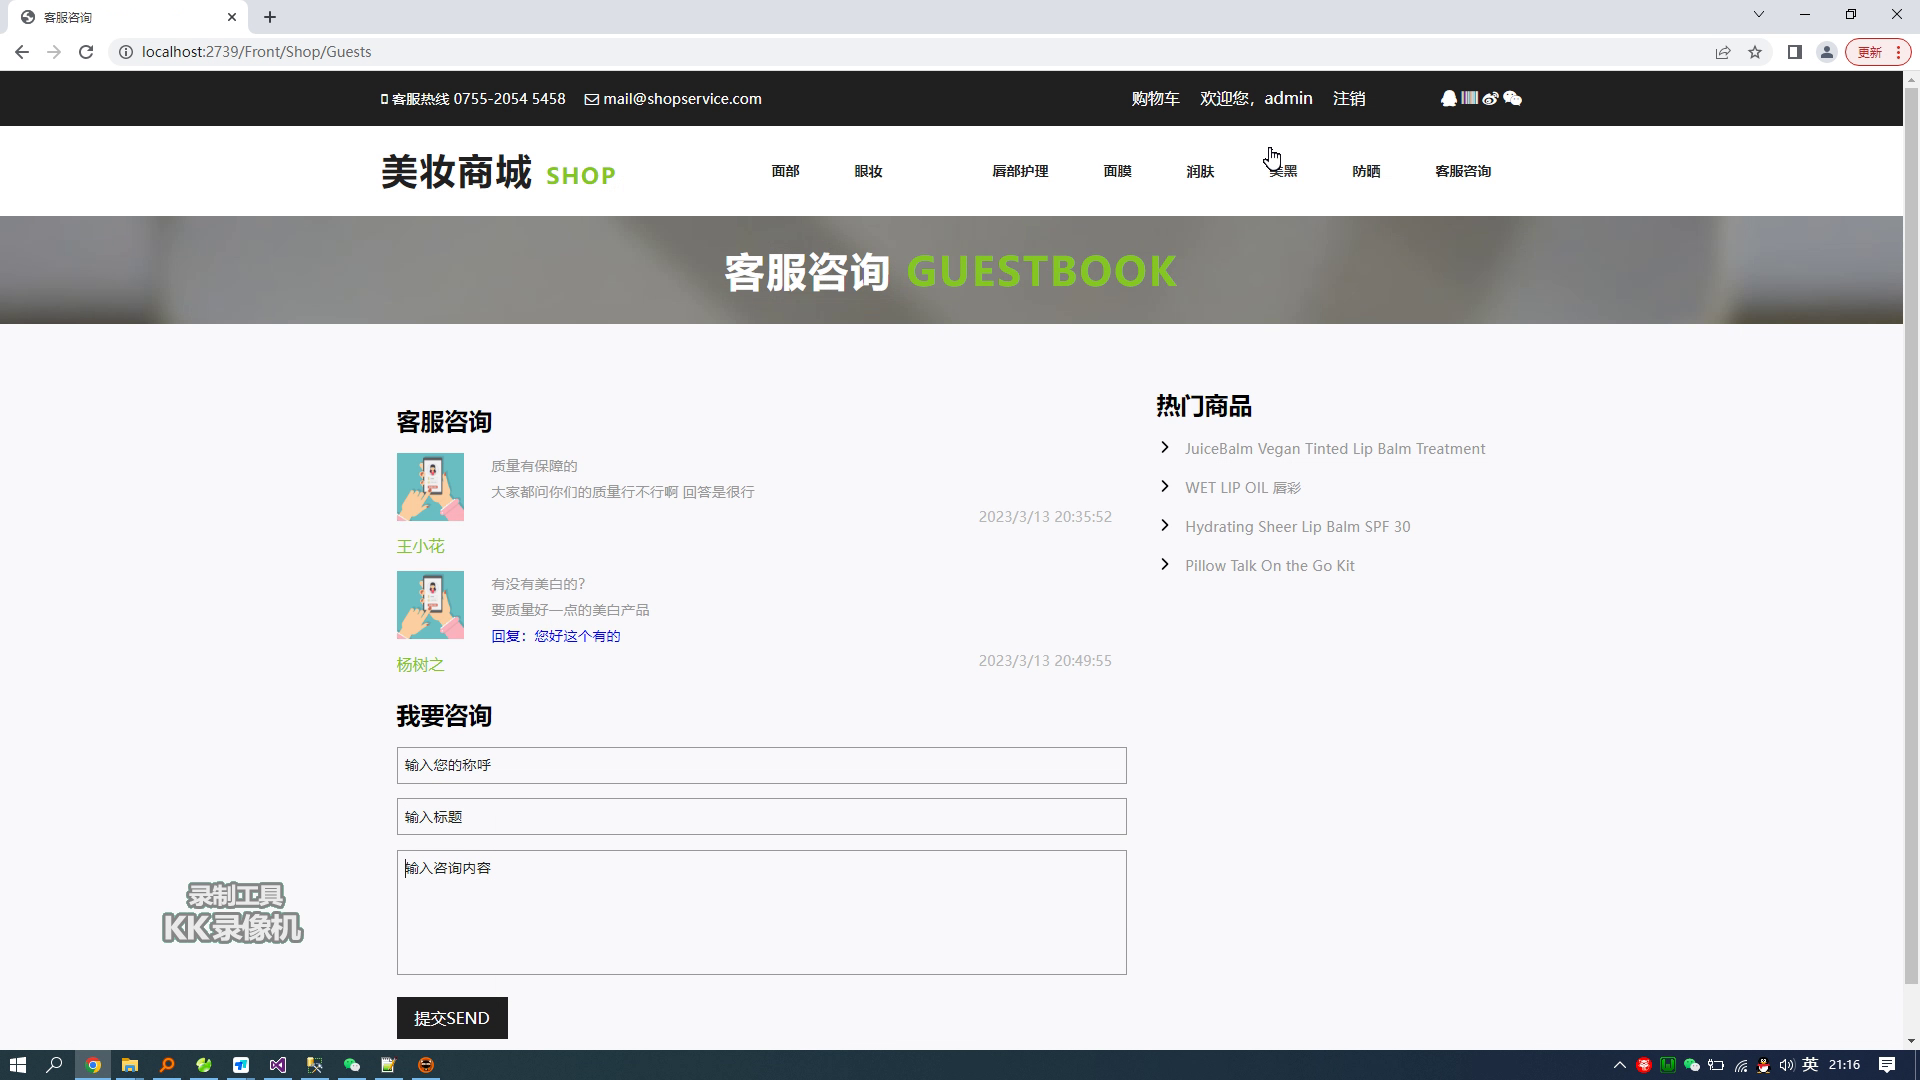 客服咨询
localhost:2739/Front/Shop/Guests
更新
客服热线 0755-2054 5458 mail@shopservice.com 购物车 欢迎您，admin 注销
美妆商城 SHOP 面部 眼妆 唇部护理 面膜 润肤 美黑 防晒 客服咨询
客服咨询 GUESTBOOK
客服咨询
质量有保障的
大家都问你们的质量行不行啊 回答是很行
2023/3/13 20:35:52
王小花
有没有美白的？
要质量好一点的美白产品
回复：您好这个有的
2023/3/13 20:49:55
杨树之
热门商品
JuiceBalm Vegan Tinted Lip Balm Treatment
WET LIP OIL 唇彩
Hydrating Sheer Lip Balm SPF 30
Pillow Talk On the Go Kit
我要咨询
输入您的称呼
输入标题
输入咨询内容
提交SEND
录制工具
KK录像机
英 21:16